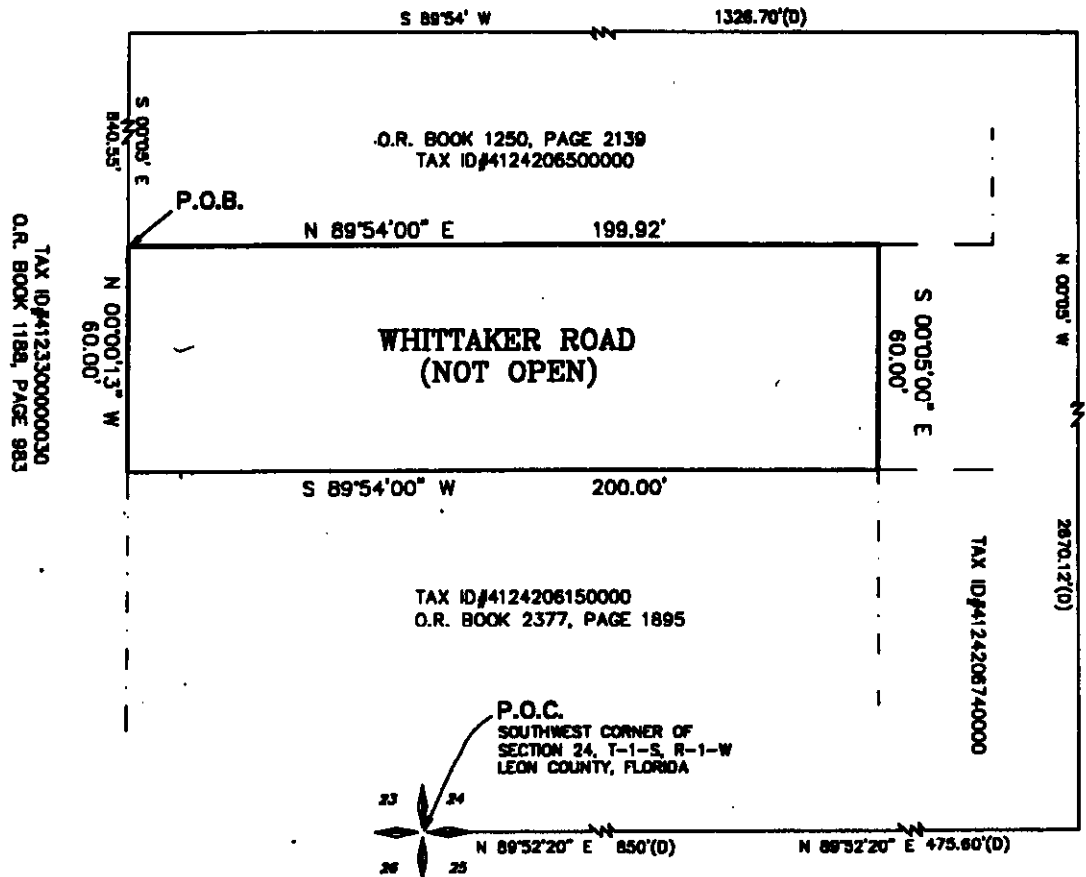 S 89°54' W 1326.70'(D)
S 00°05' E
840.55'
O.R. BOOK 1250, PAGE 2139
TAX ID#4124206500000
P.O.B.
N 89°54'00" E 199.92'
N 00°05' W
2670.12'(D)
TAX ID#4123300000030
O.R. BOOK 1188, PAGE 983
N 00°00'13" W
60.00'
WHITTAKER ROAD
(NOT OPEN)
S 00°05'00" E
60.00'
S 89°54'00" W 200.00'
TAX ID#4124206150000
O.R. BOOK 2377, PAGE 1895
TAX ID#4124206740000
P.O.C.
SOUTHWEST CORNER OF
SECTION 24, T-1-S, R-1-W
LEON COUNTY, FLORIDA
23 24
26 25
N 89°52'20" E 850'(D) N 89°52'20" E 475.60'(D)